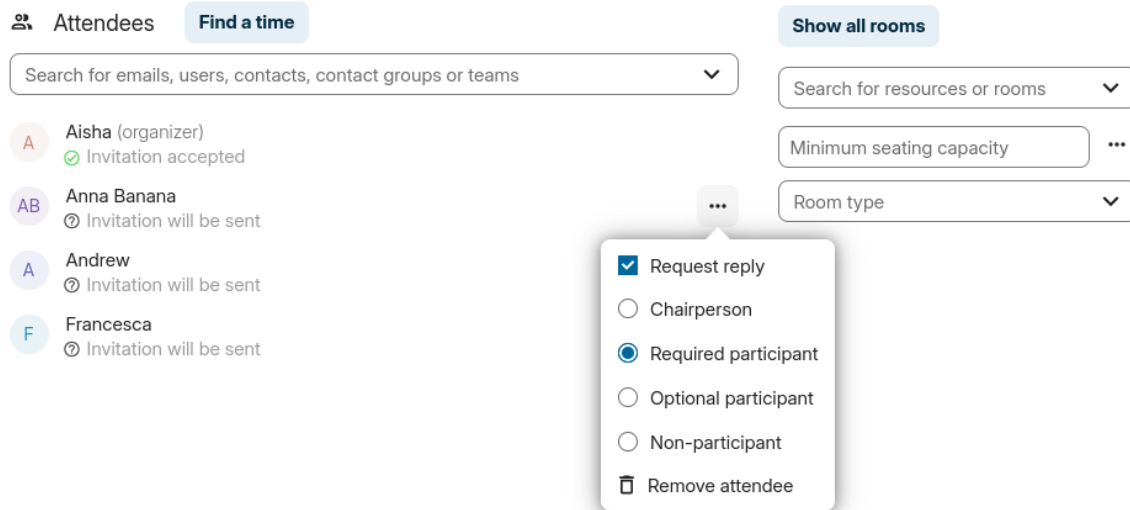 Attendees
Find a time
Search for emails, users, contacts, contact groups or teams
A
Aisha (organizer)
Invitation accepted
AB
Anna Banana
Invitation will be sent
A
Andrew
Invitation will be sent
F
Francesca
Invitation will be sent
Request reply
Chairperson
Required participant
Optional participant
Non-participant
Remove attendee
Show all rooms
Search for resources or rooms
Minimum seating capacity
Room type